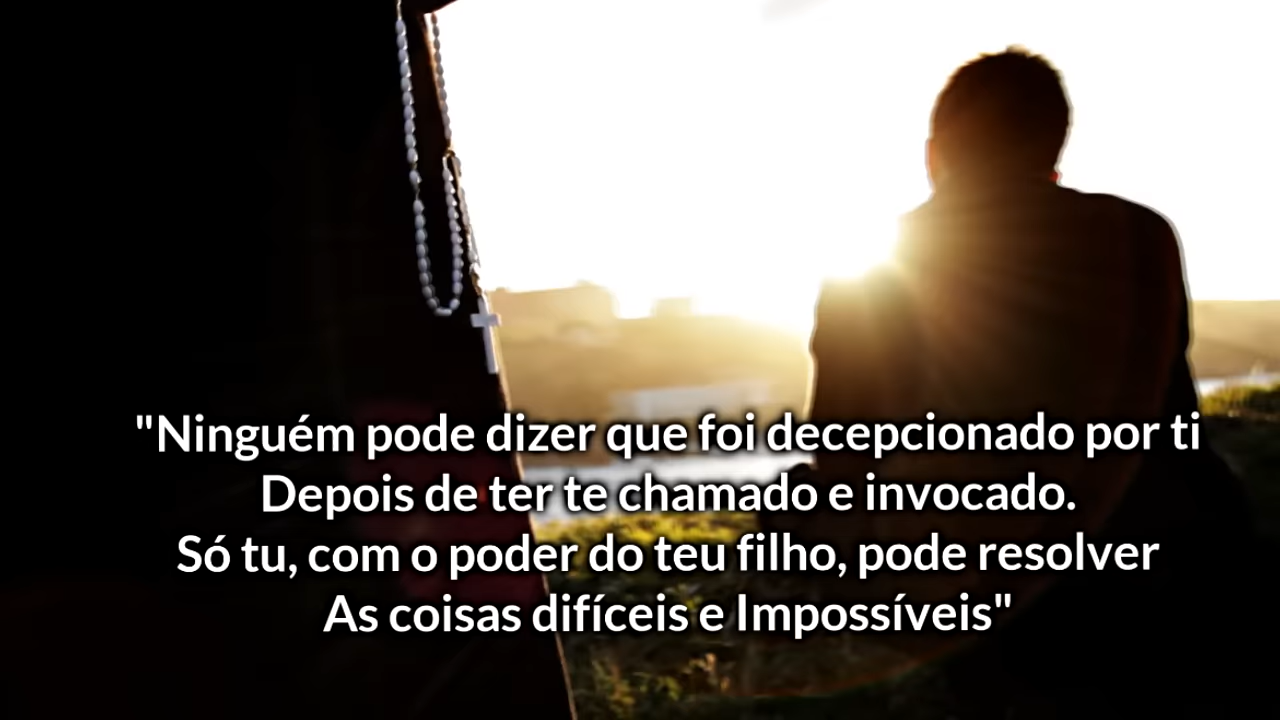 "Ninguém pode dizer que foi decepcionado por ti
Depois de ter te chamado e invocado.
Só tu, com o poder do teu filho, pode resolver
As coisas difíceis e Impossíveis"